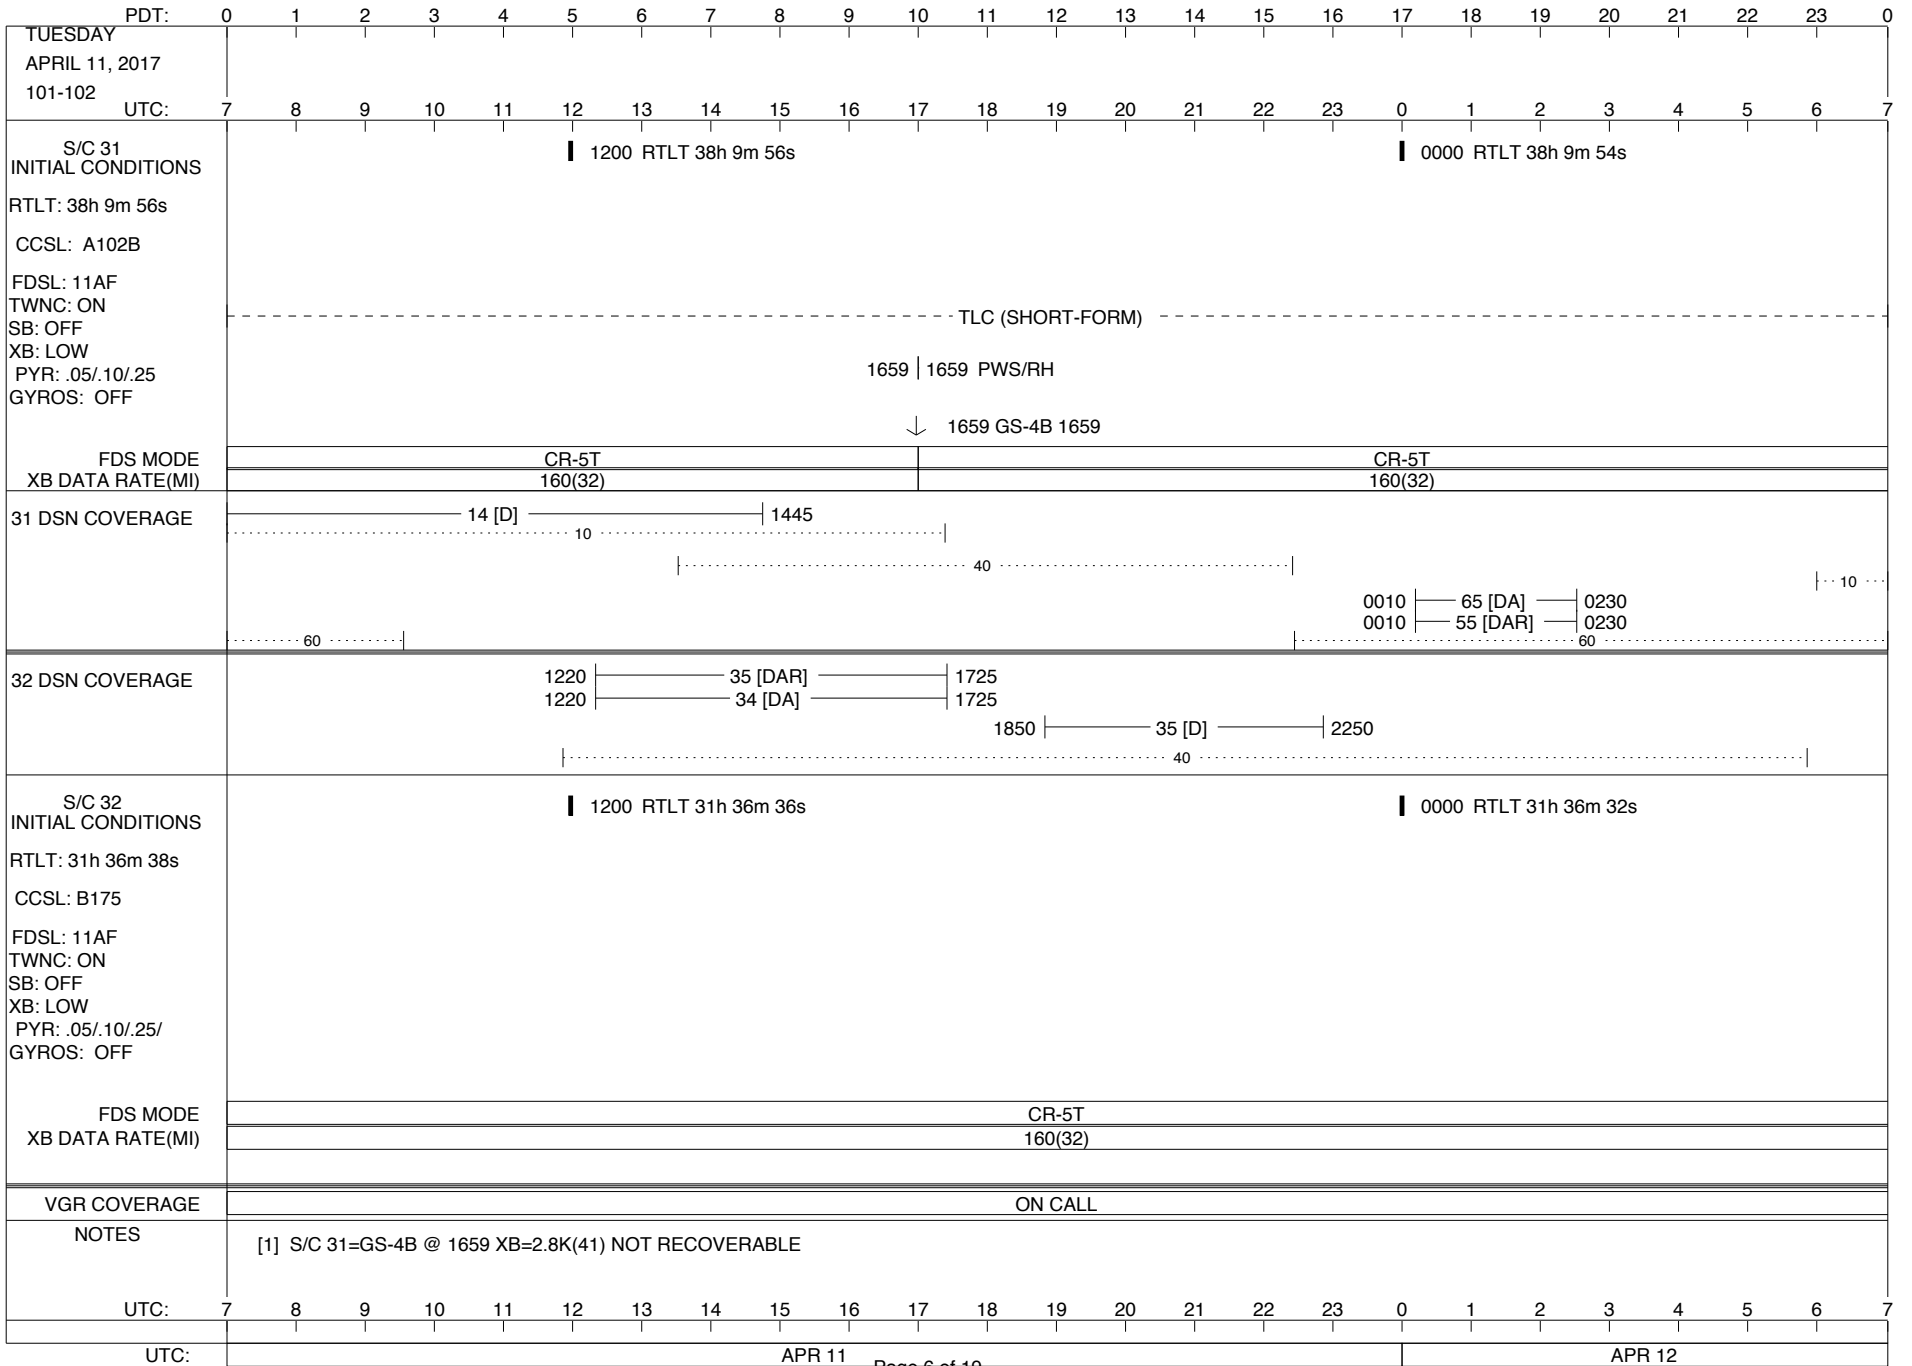 PDT: 0 1 2 3 4 5 6 7 8 9 10 11 12 13 14 15 16 17 18 19 20 21 22 23 0
TUESDAY
APRIL 11, 2017
101-102
UTC: 7 8 9 10 11 12 13 14 15 16 17 18 19 20 21 22 23 0 1 2 3 4 5 6 7
S/C 31
INITIAL CONDITIONS
1200 RTLT 38h 9m 56s
0000 RTLT 38h 9m 54s
RTLT: 38h 9m 56s
CCSL: A102B
FDSL: 11AF
TWNC: ON
SB: OFF
XB: LOW
PYR: .05/.10/.25
GYROS: OFF
TLC (SHORT-FORM)
1659 1659 PWS/RH
1659 GS-4B 1659
FDS MODE CR-5T CR-5T
XB DATA RATE(MI) 160(32) 160(32)
31 DSN COVERAGE
14 [D] 1445
10
40
10
0010 65 [DA] 0230
0010 55 [DAR] 0230
60 60
32 DSN COVERAGE
1220 35 [DAR] 1725
1220 34 [DA] 1725
1850 35 [D] 2250
40
S/C 32
INITIAL CONDITIONS
1200 RTLT 31h 36m 36s
0000 RTLT 31h 36m 32s
RTLT: 31h 36m 38s
CCSL: B175
FDSL: 11AF
TWNC: ON
SB: OFF
XB: LOW
PYR: .05/.10/.25/
GYROS: OFF
FDS MODE CR-5T
XB DATA RATE(MI) 160(32)
VGR COVERAGE ON CALL
NOTES
[1] S/C 31=GS-4B @ 1659 XB=2.8K(41) NOT RECOVERABLE
UTC: 7 8 9 10 11 12 13 14 15 16 17 18 19 20 21 22 23 0 1 2 3 4 5 6 7
UTC: APR 11 APR 12
Page 6 of 19